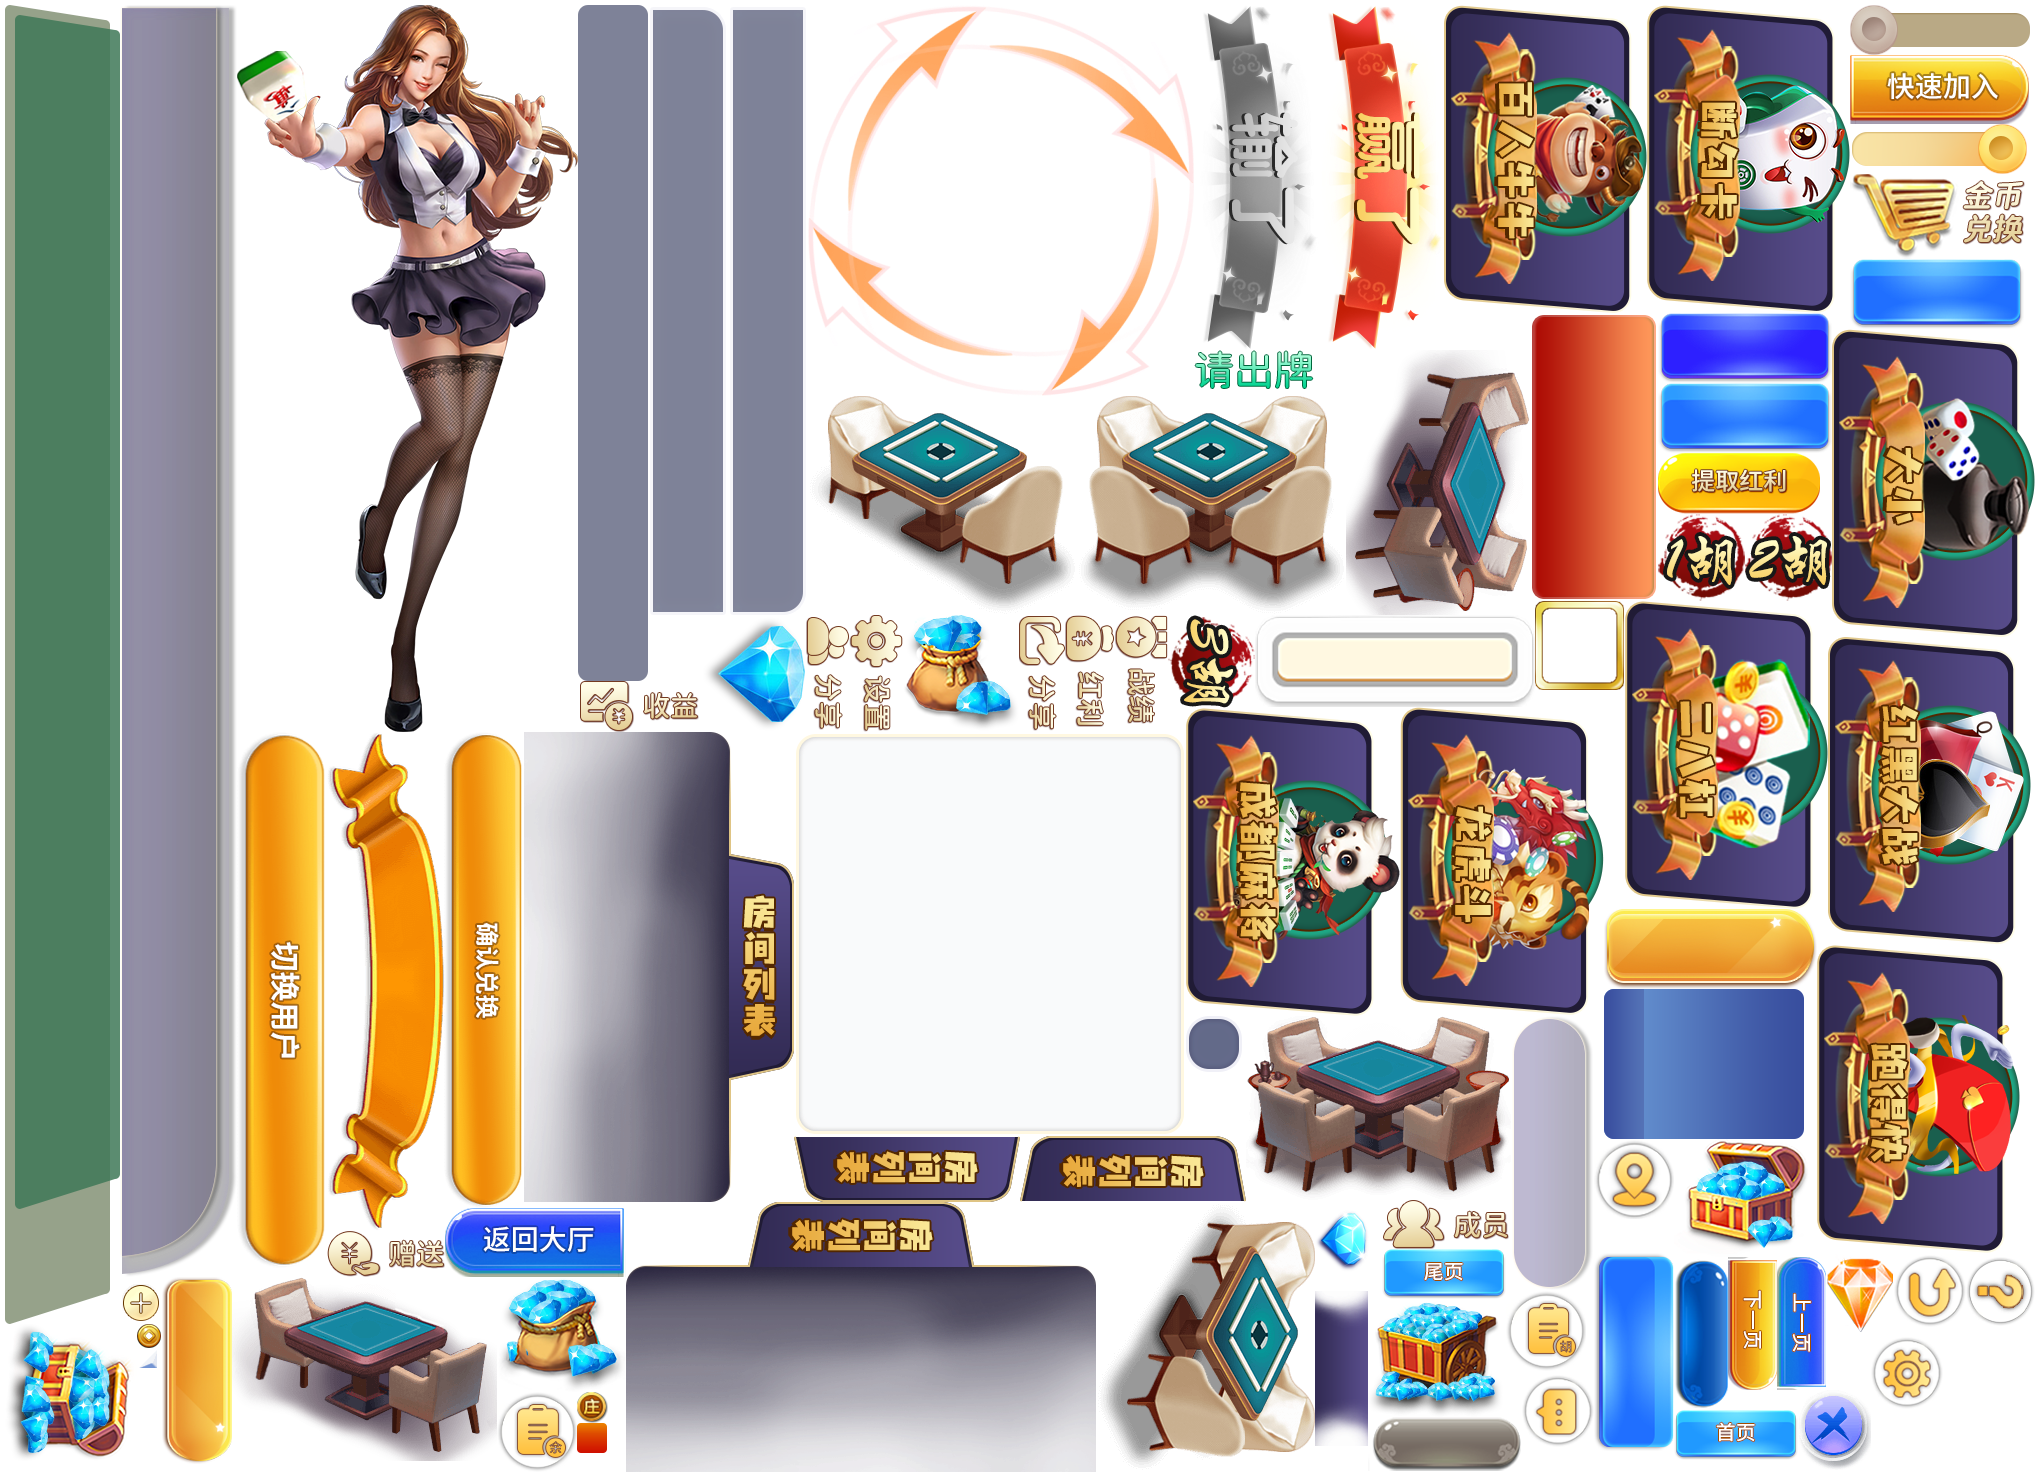 輸了
赢了
百人牛牛
断勾卡
快速加入
金币
兑换
请出牌
提取红利
1胡
2胡
3胡
大小
收益
分享
设置
分享
红利
战绩
二八杠
红黑大战
成都麻将
龙虎斗
跑得快
切换用户
确认兑换
房间列表
房间列表
房间列表
房间列表
赠送
返回大厅
成员
尾页
下一页
上一页
首页
庄
胡
余